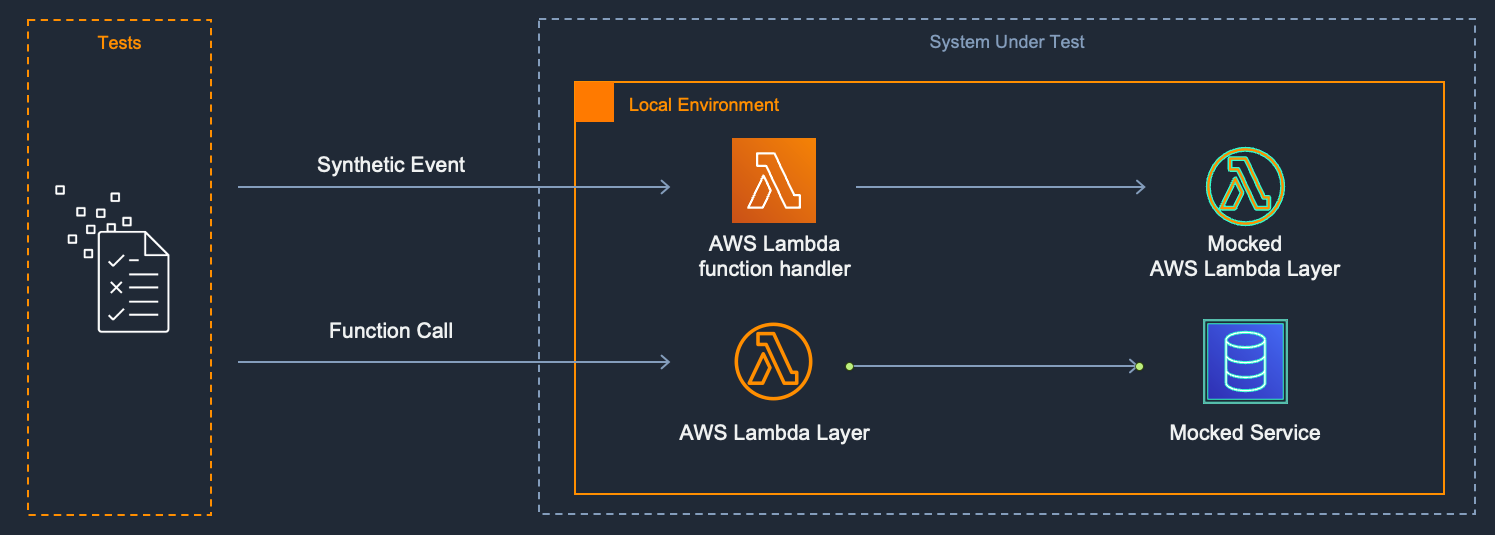 Tests
System Under Test
Local Environment
Synthetic Event
AWS Lambda
function handler
Mocked
AWS Lambda Layer
Function Call
AWS Lambda Layer
Mocked Service